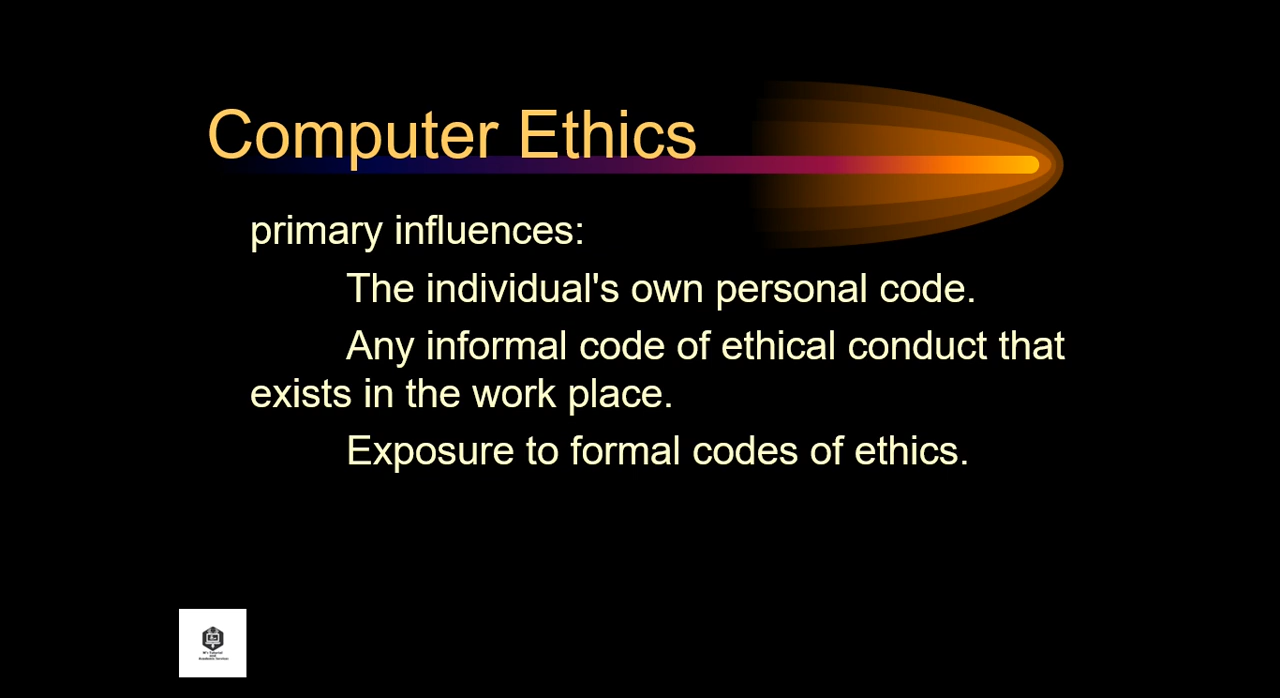 Computer Ethics
primary influences:
The individual's own personal code.
Any informal code of ethical conduct that
exists in the work place.
Exposure to formal codes of ethics.